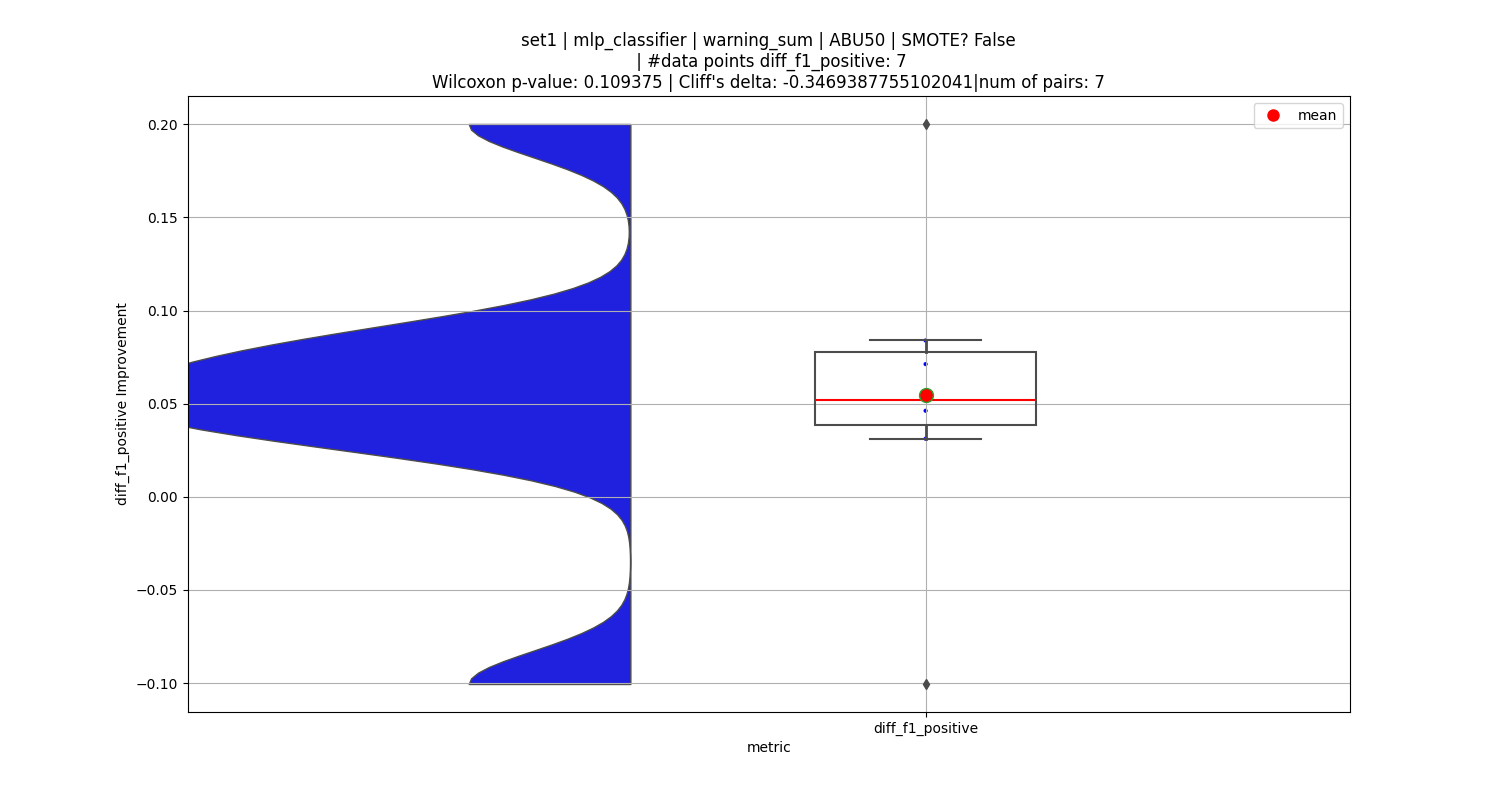 set1 | mlp_classifier | warning_sum | ABU50 | SMOTE? False
| #data points diff_f1_positive: 7
Wilcoxon p-value: 0.109375 | Cliff's delta: -0.3469387755102041|num of pairs: 7
mean
0.20
0.15
0.10
0.05
0.00
−0.05
−0.10
diff_f1_positive Improvement
diff_f1_positive
metric